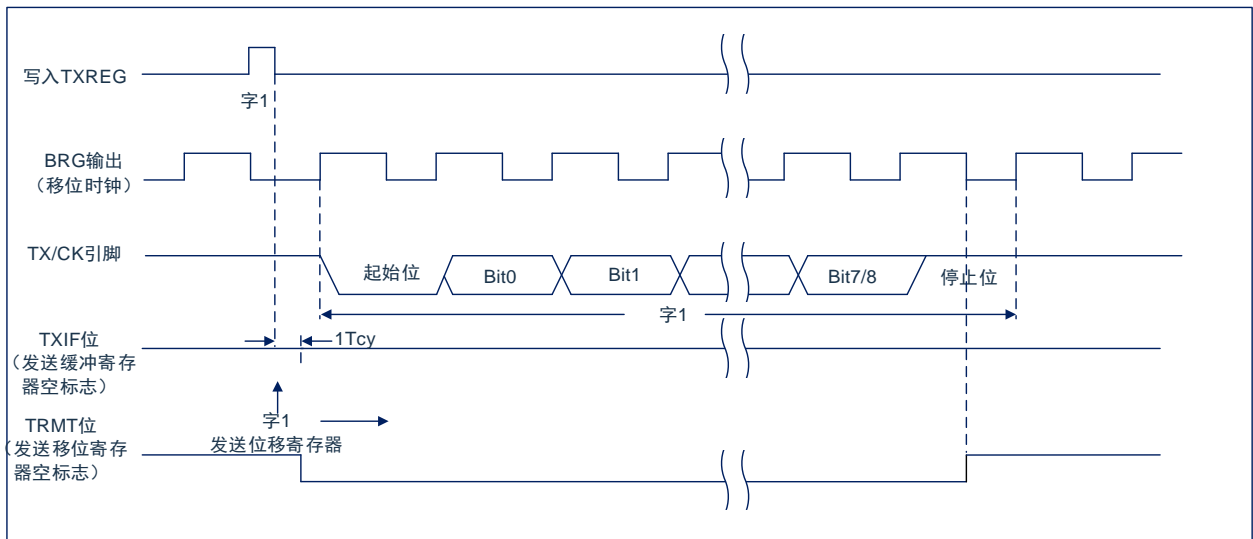 写入TXREG
字1
BRG输出
（移位时钟）
TX/CK引脚
起始位
Bit0
Bit1
Bit7/8
停止位
字1
TXIF位
（发送缓冲寄存
器空标志）
1Tcy
字1
发送位移寄存器
TRMT位
（发送移位寄存
器空标志）